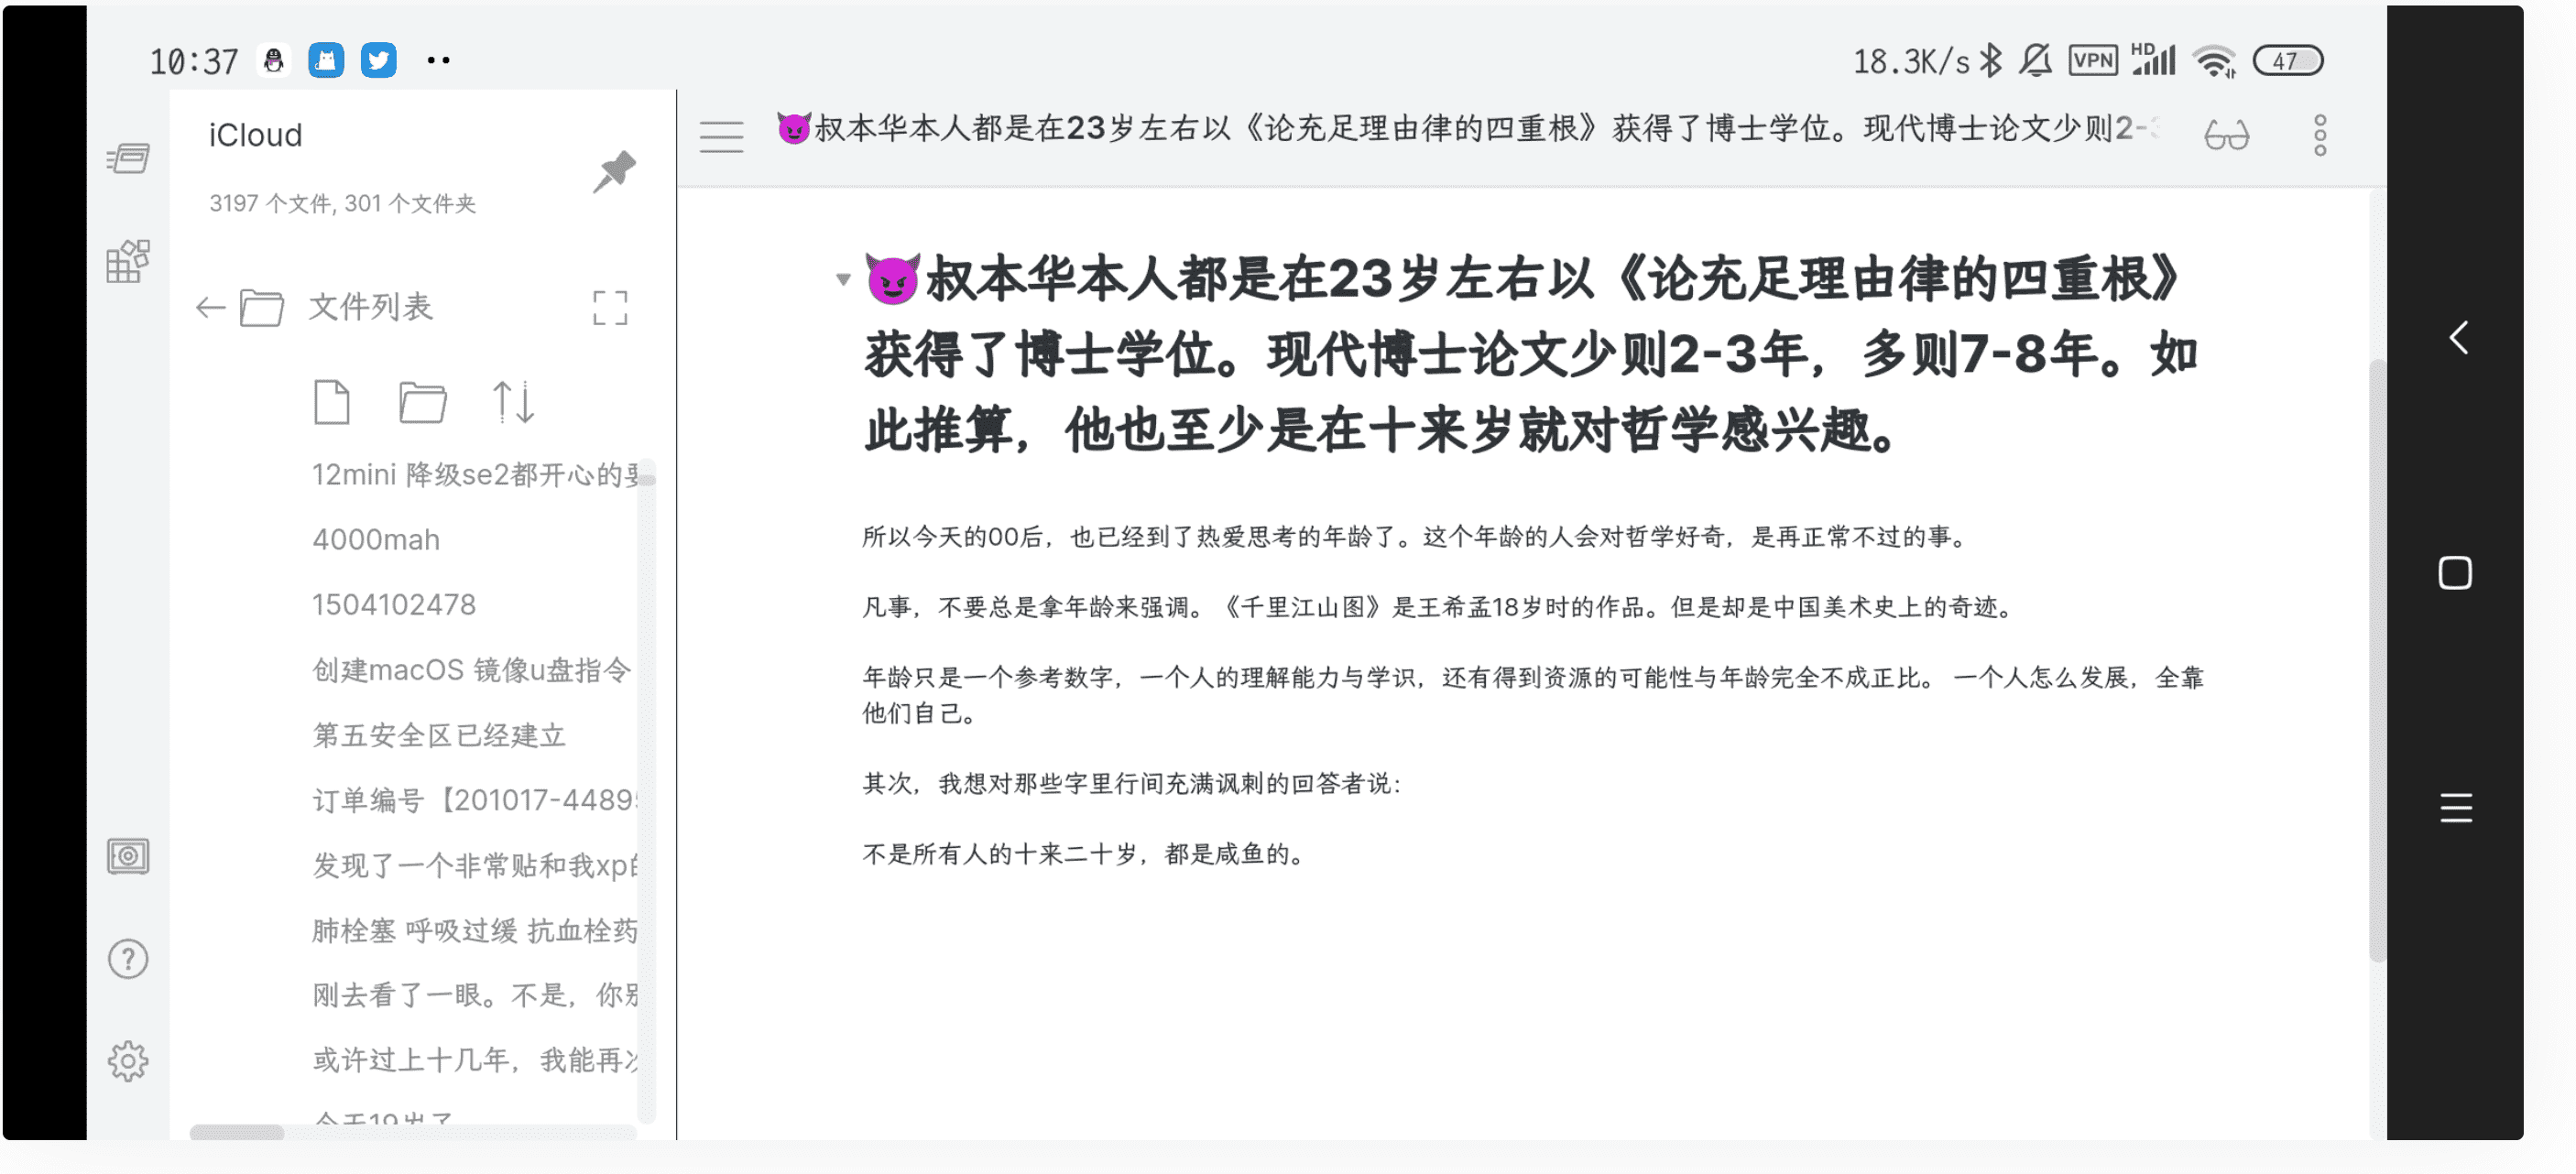 10:37
18.3K/s VPN HD 47
iCloud
3197 个文件, 301 个文件夹
文件列表
12mini 降级se2都开心的要
4000mah
1504102478
创建macOS 镜像u盘指令
第五安全区已经建立
订单编号【201017-4489
发现了一个非常贴和我xp
肺栓塞 呼吸过缓 抗血栓药
刚去看了一眼。不是，你别
或许过上十几年，我能再次
今天19岁了
😈叔本华本人都是在23岁左右以《论充足理由律的四重根》获得了博士学位。现代博士论文少则2-3
😈叔本华本人都是在23岁左右以《论充足理由律的四重根》
获得了博士学位。现代博士论文少则2-3年，多则7-8年。如
此推算，他也至少是在十来岁就对哲学感兴趣。
所以今天的00后，也已经到了热爱思考的年龄了。这个年龄的人会对哲学好奇，是再正常不过的事。
凡事，不要总是拿年龄来强调。《千里江山图》是王希孟18岁时的作品。但是却是中国美术史上的奇迹。
年龄只是一个参考数字，一个人的理解能力与学识，还有得到资源的可能性与年龄完全不成正比。 一个人怎么发展，全靠
他们自己。
其次，我想对那些字里行间充满讽刺的回答者说：
不是所有人的十来二十岁，都是咸鱼的。